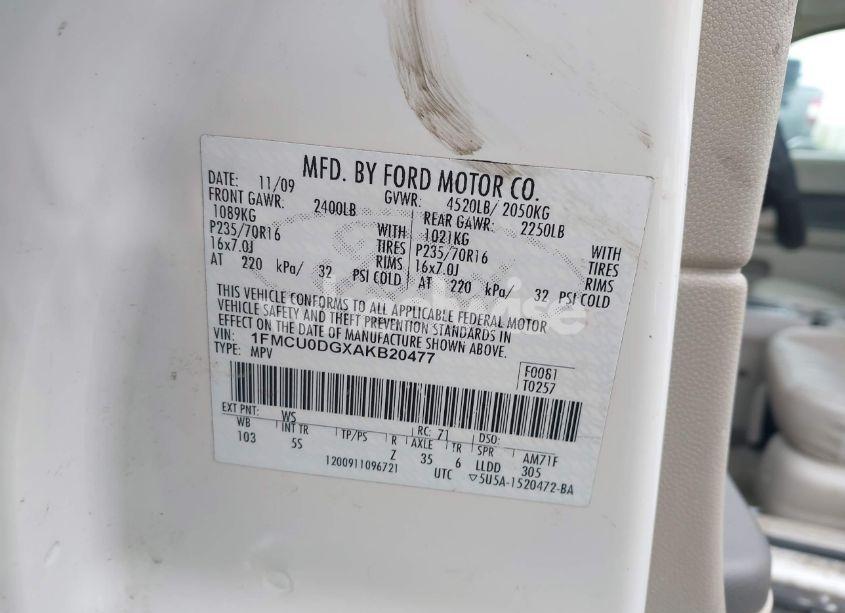 MFD. BY FORD MOTOR CO.
DATE: 11/09 GVWR: 4520LB/ 2050KG
FRONT GAWR: 2400LB REAR GAWR: 2250LB
1089KG WITH 1021KG WITH
P235/70R16 TIRES P235/70R16 TIRES
16x7.0J RIMS 16x7.0J RIMS
AT 220 kPa/ 32 PSI COLD AT 220 kPa/ 32 PSI COLD
THIS VEHICLE CONFORMS TO ALL APPLICABLE FEDERAL MOTOR
VEHICLE SAFETY AND THEFT PREVENTION STANDARDS IN
EFFECT ON THE DATE OF MANUFACTURE SHOWN ABOVE.
VIN: 1FMCU0DGXAKB20477
TYPE: MPV
F0081
T0257
EXT PNT: WS RC: 71 DSO:
WB INT TR TP/PS R AXLE TR SPR AM71F
103 5S Z 35 6 LLDD 305
1200911096721 UTC ▽5U5A-1520472-BA